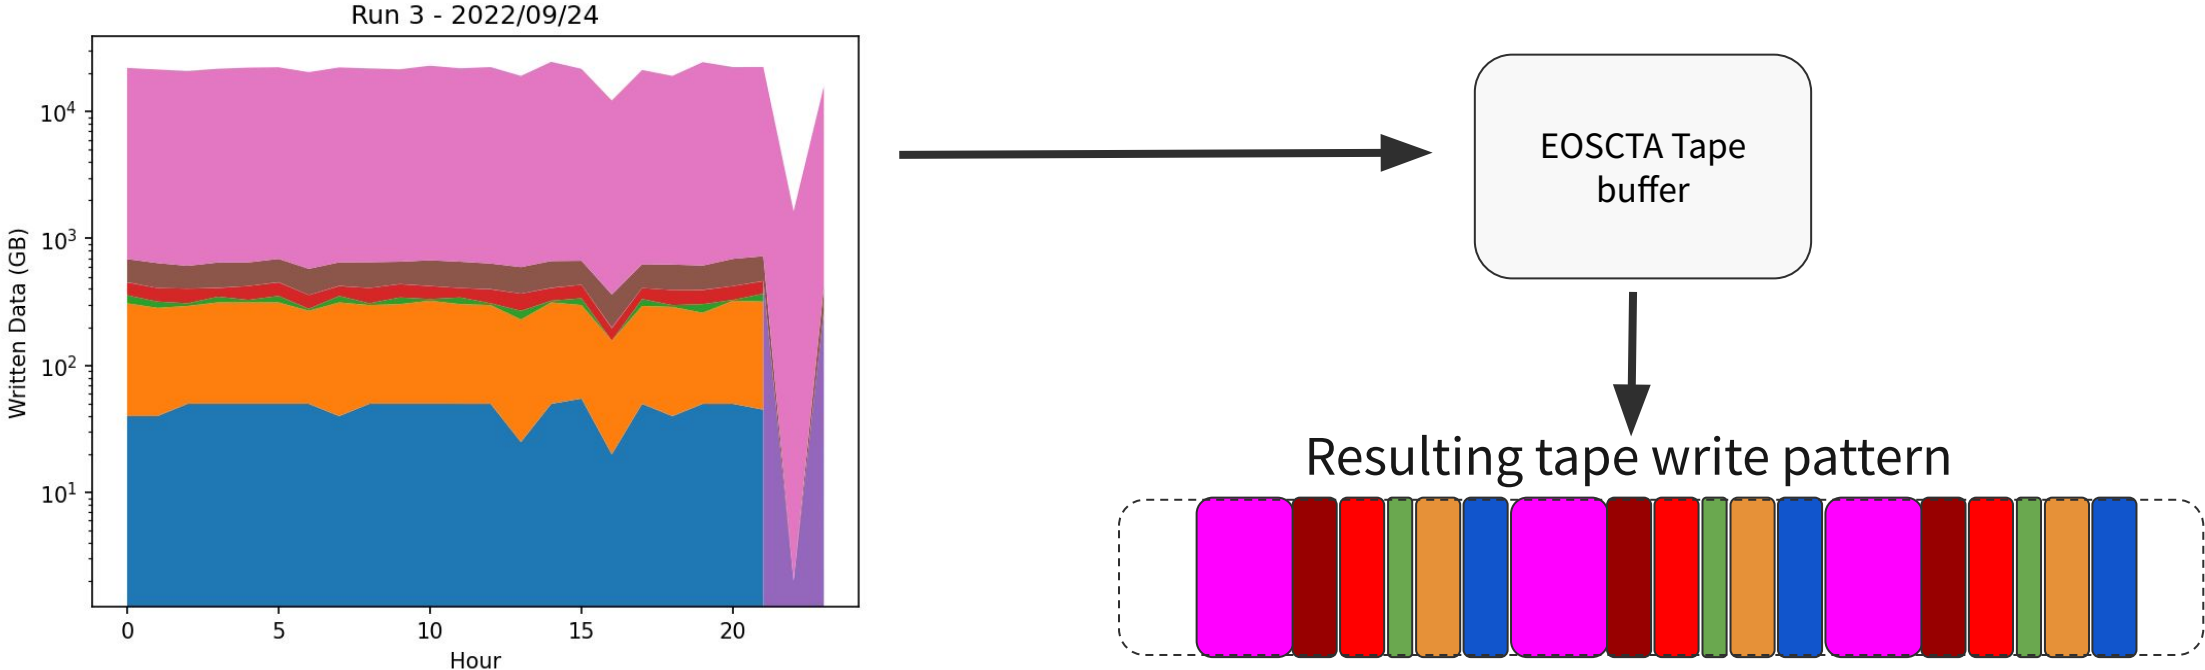 Run 3 - 2022/09/24
10⁴
10³
10²
10¹
Written Data (GB)
0 5 10 15 20
Hour
EOSCTA Tape
buffer
Resulting tape write pattern